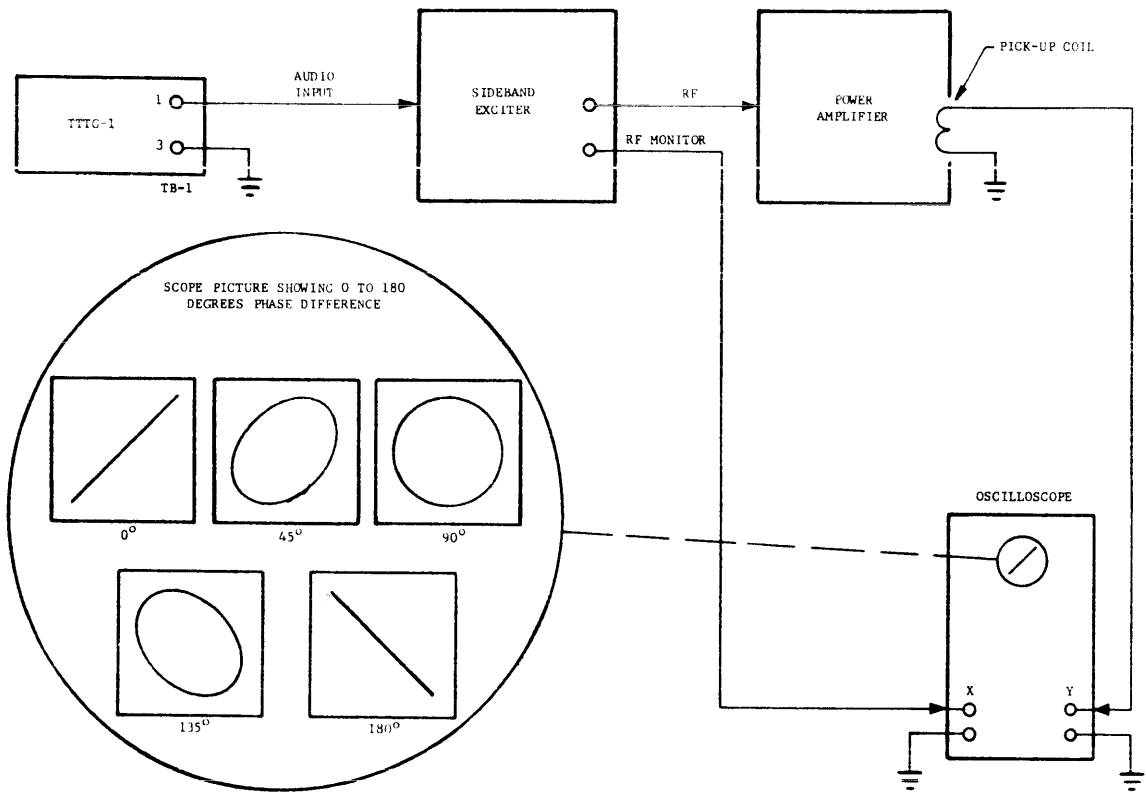 PICK-UP COIL
AUDIO
INPUT
1
TTTG-1
3
TB-1
SIDEBAND
EXCITER
RF
RF MONITOR
POWER
AMPLIFIER
SCOPE PICTURE SHOWING 0 TO 180
DEGREES PHASE DIFFERENCE
0°
45°
90°
135°
180°
OSCILLOSCOPE
X
Y